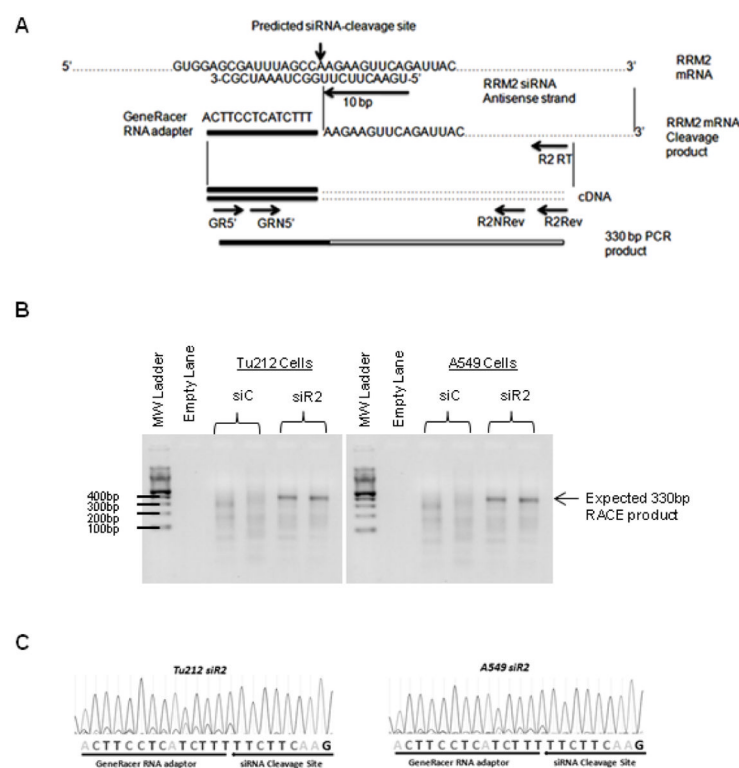 A
Predicted siRNA-cleavage site
5' GUGGAGCGAUUUAGCCAAGAAGUUCAGAUUAC 3' RRM2 mRNA
3-CGCUAAAUCGGUUCUUCAAGU-5'
RRM2 siRNA
Antisense strand
10 bp
GeneRacer
RNA adapter
ACTTCCTCATCTTT
AAGAAGUUCAGAUUAC 3'
RRM2 mRNA
Cleavage
product
R2 RT
cDNA
GR5' GRN5' R2NRev R2Rev
330 bp PCR
product
B
MW Ladder
Empty Lane
Tu212 Cells
siC siR2
MW Ladder
Empty Lane
A549 Cells
siC siR2
400bp
300bp
200bp
100bp
Expected 330bp
RACE product
C
Tu212 siR2
ACTTCCTCATCTTTTTCTTCAAG
GeneRacer RNA adaptor siRNA Cleavage Site
A549 siR2
ACTTCCTCATCTTTTTCTTCAAG
GeneRacer RNA adaptor siRNA Cleavage Site